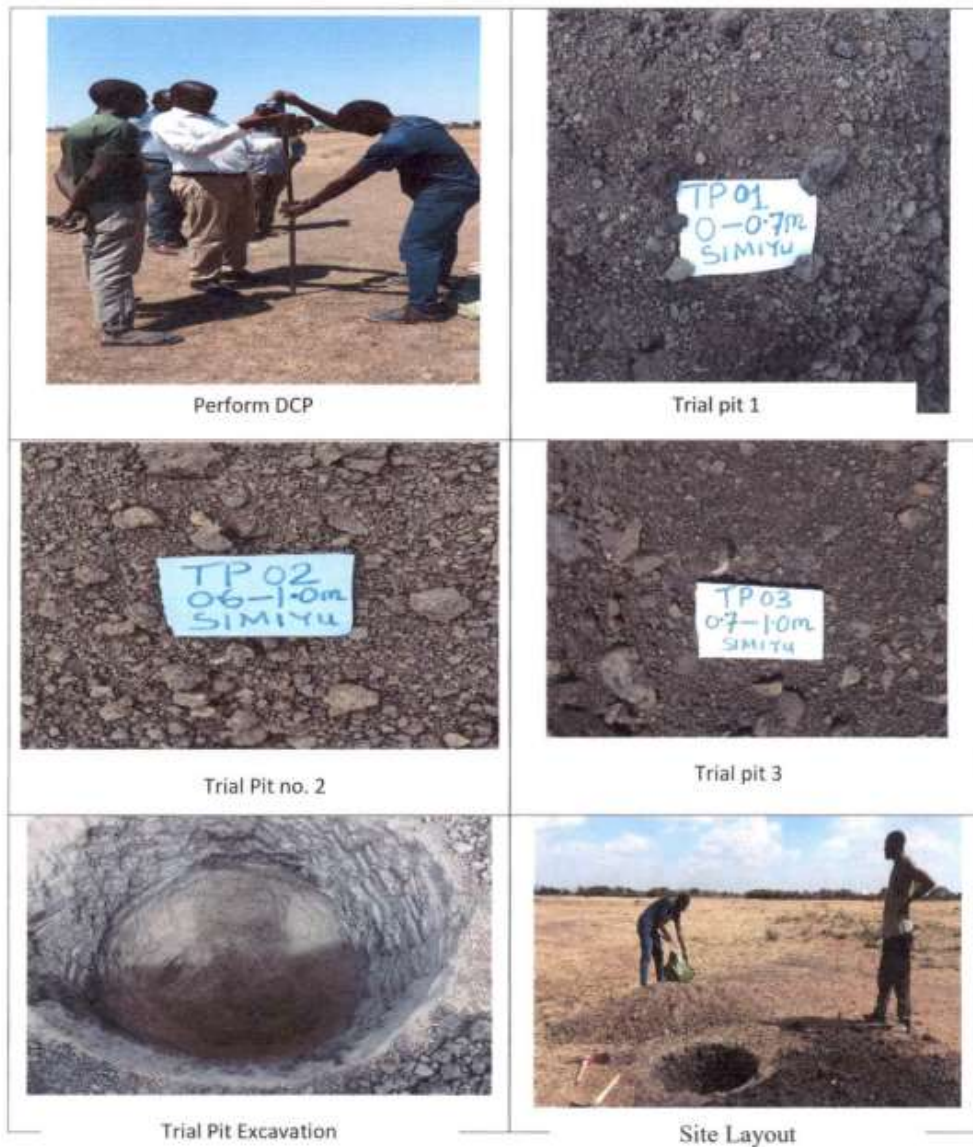 Perform DCP
TP 01
0-0.7m
SIMIYU
Trial pit 1
TP 02
06-1.0m
SIMIYU
Trial Pit no. 2
TP 03
0.7-1.0m
SIMIYU
Trial pit 3
Trial Pit Excavation
Site Layout